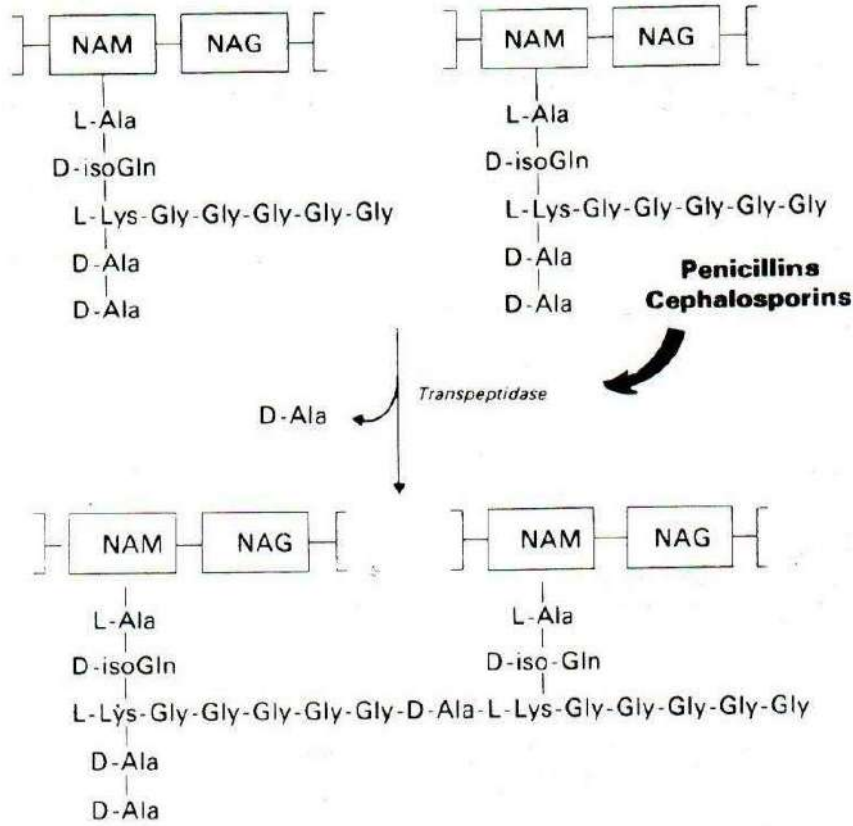 NAM NAG NAM NAG
L-Ala L-Ala
D-isoGln D-isoGln
L-Lys-Gly-Gly-Gly-Gly-Gly L-Lys-Gly-Gly-Gly-Gly-Gly
D-Ala D-Ala
D-Ala D-Ala
Penicillins
Cephalosporins
D-Ala Transpeptidase
NAM NAG NAM NAG
L-Ala L-Ala
D-isoGln D-iso-Gln
L-Lys-Gly-Gly-Gly-Gly-Gly-D-Ala-L-Lys-Gly-Gly-Gly-Gly-Gly
D-Ala
D-Ala